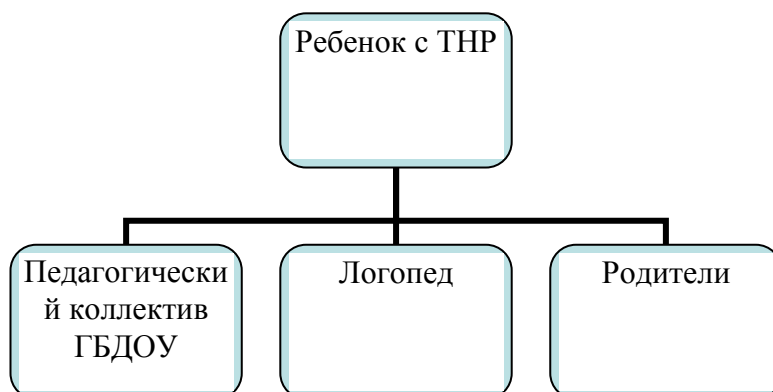 Ребенок с ТНР
Педагогически
й коллектив
ГБДОУ
Логопед
Родители